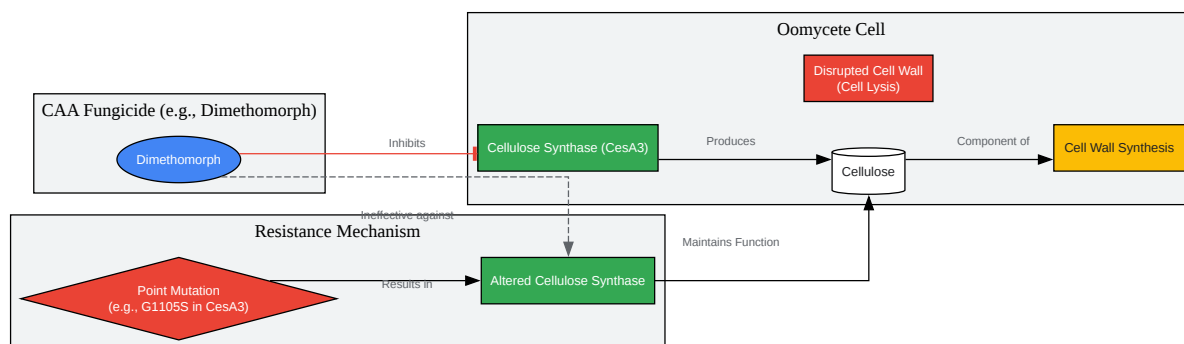 Oomycete Cell
Disrupted Cell Wall
(Cell Lysis)
CAA Fungicide (e.g., Dimethomorph)
Dimethomorph
Inhibits
Cellulose Synthase (CesA3)
Produces
Cellulose
Component of
Cell Wall Synthesis
Ineffective against
Resistance Mechanism
Point Mutation
(e.g., G1105S in CesA3)
Results in
Altered Cellulose Synthase
Maintains Function